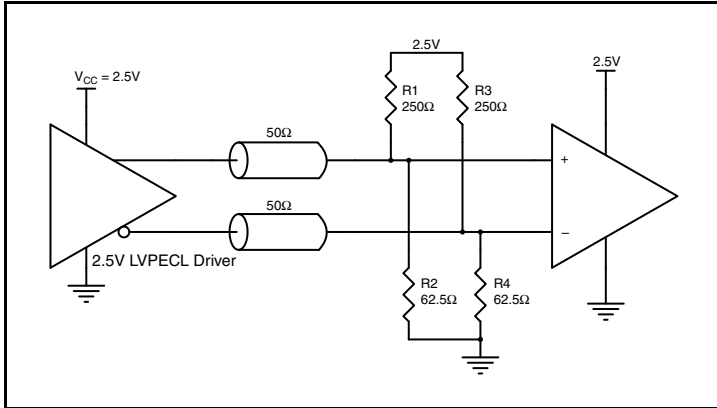 2.5V
2.5V
V_CC = 2.5V
R1
250Ω
R3
250Ω
50Ω
+
50Ω
−
2.5V LVPECL Driver
R2
62.5Ω
R4
62.5Ω